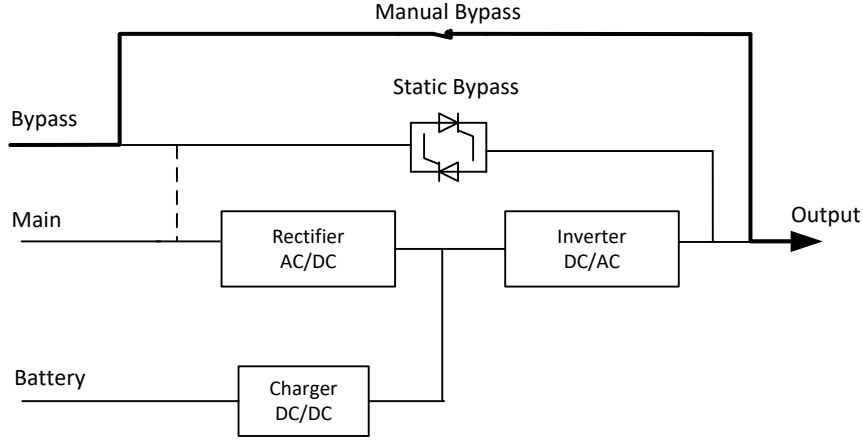 Manual Bypass
Static Bypass
Bypass
Main
Output
Rectifier
AC/DC
Inverter
DC/AC
Battery
Charger
DC/DC